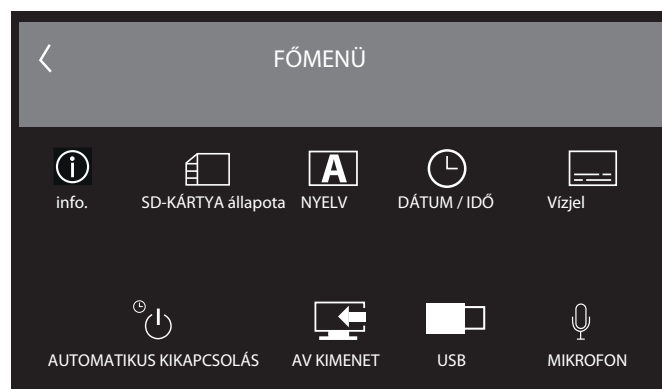 FŐMENÜ
info.
SD-KÁRTYA állapota
NYELV
DÁTUM / IDŐ
Vízjel
AUTOMATIKUS KIKAPCSOLÁS
AV KIMENET
USB
MIKROFON